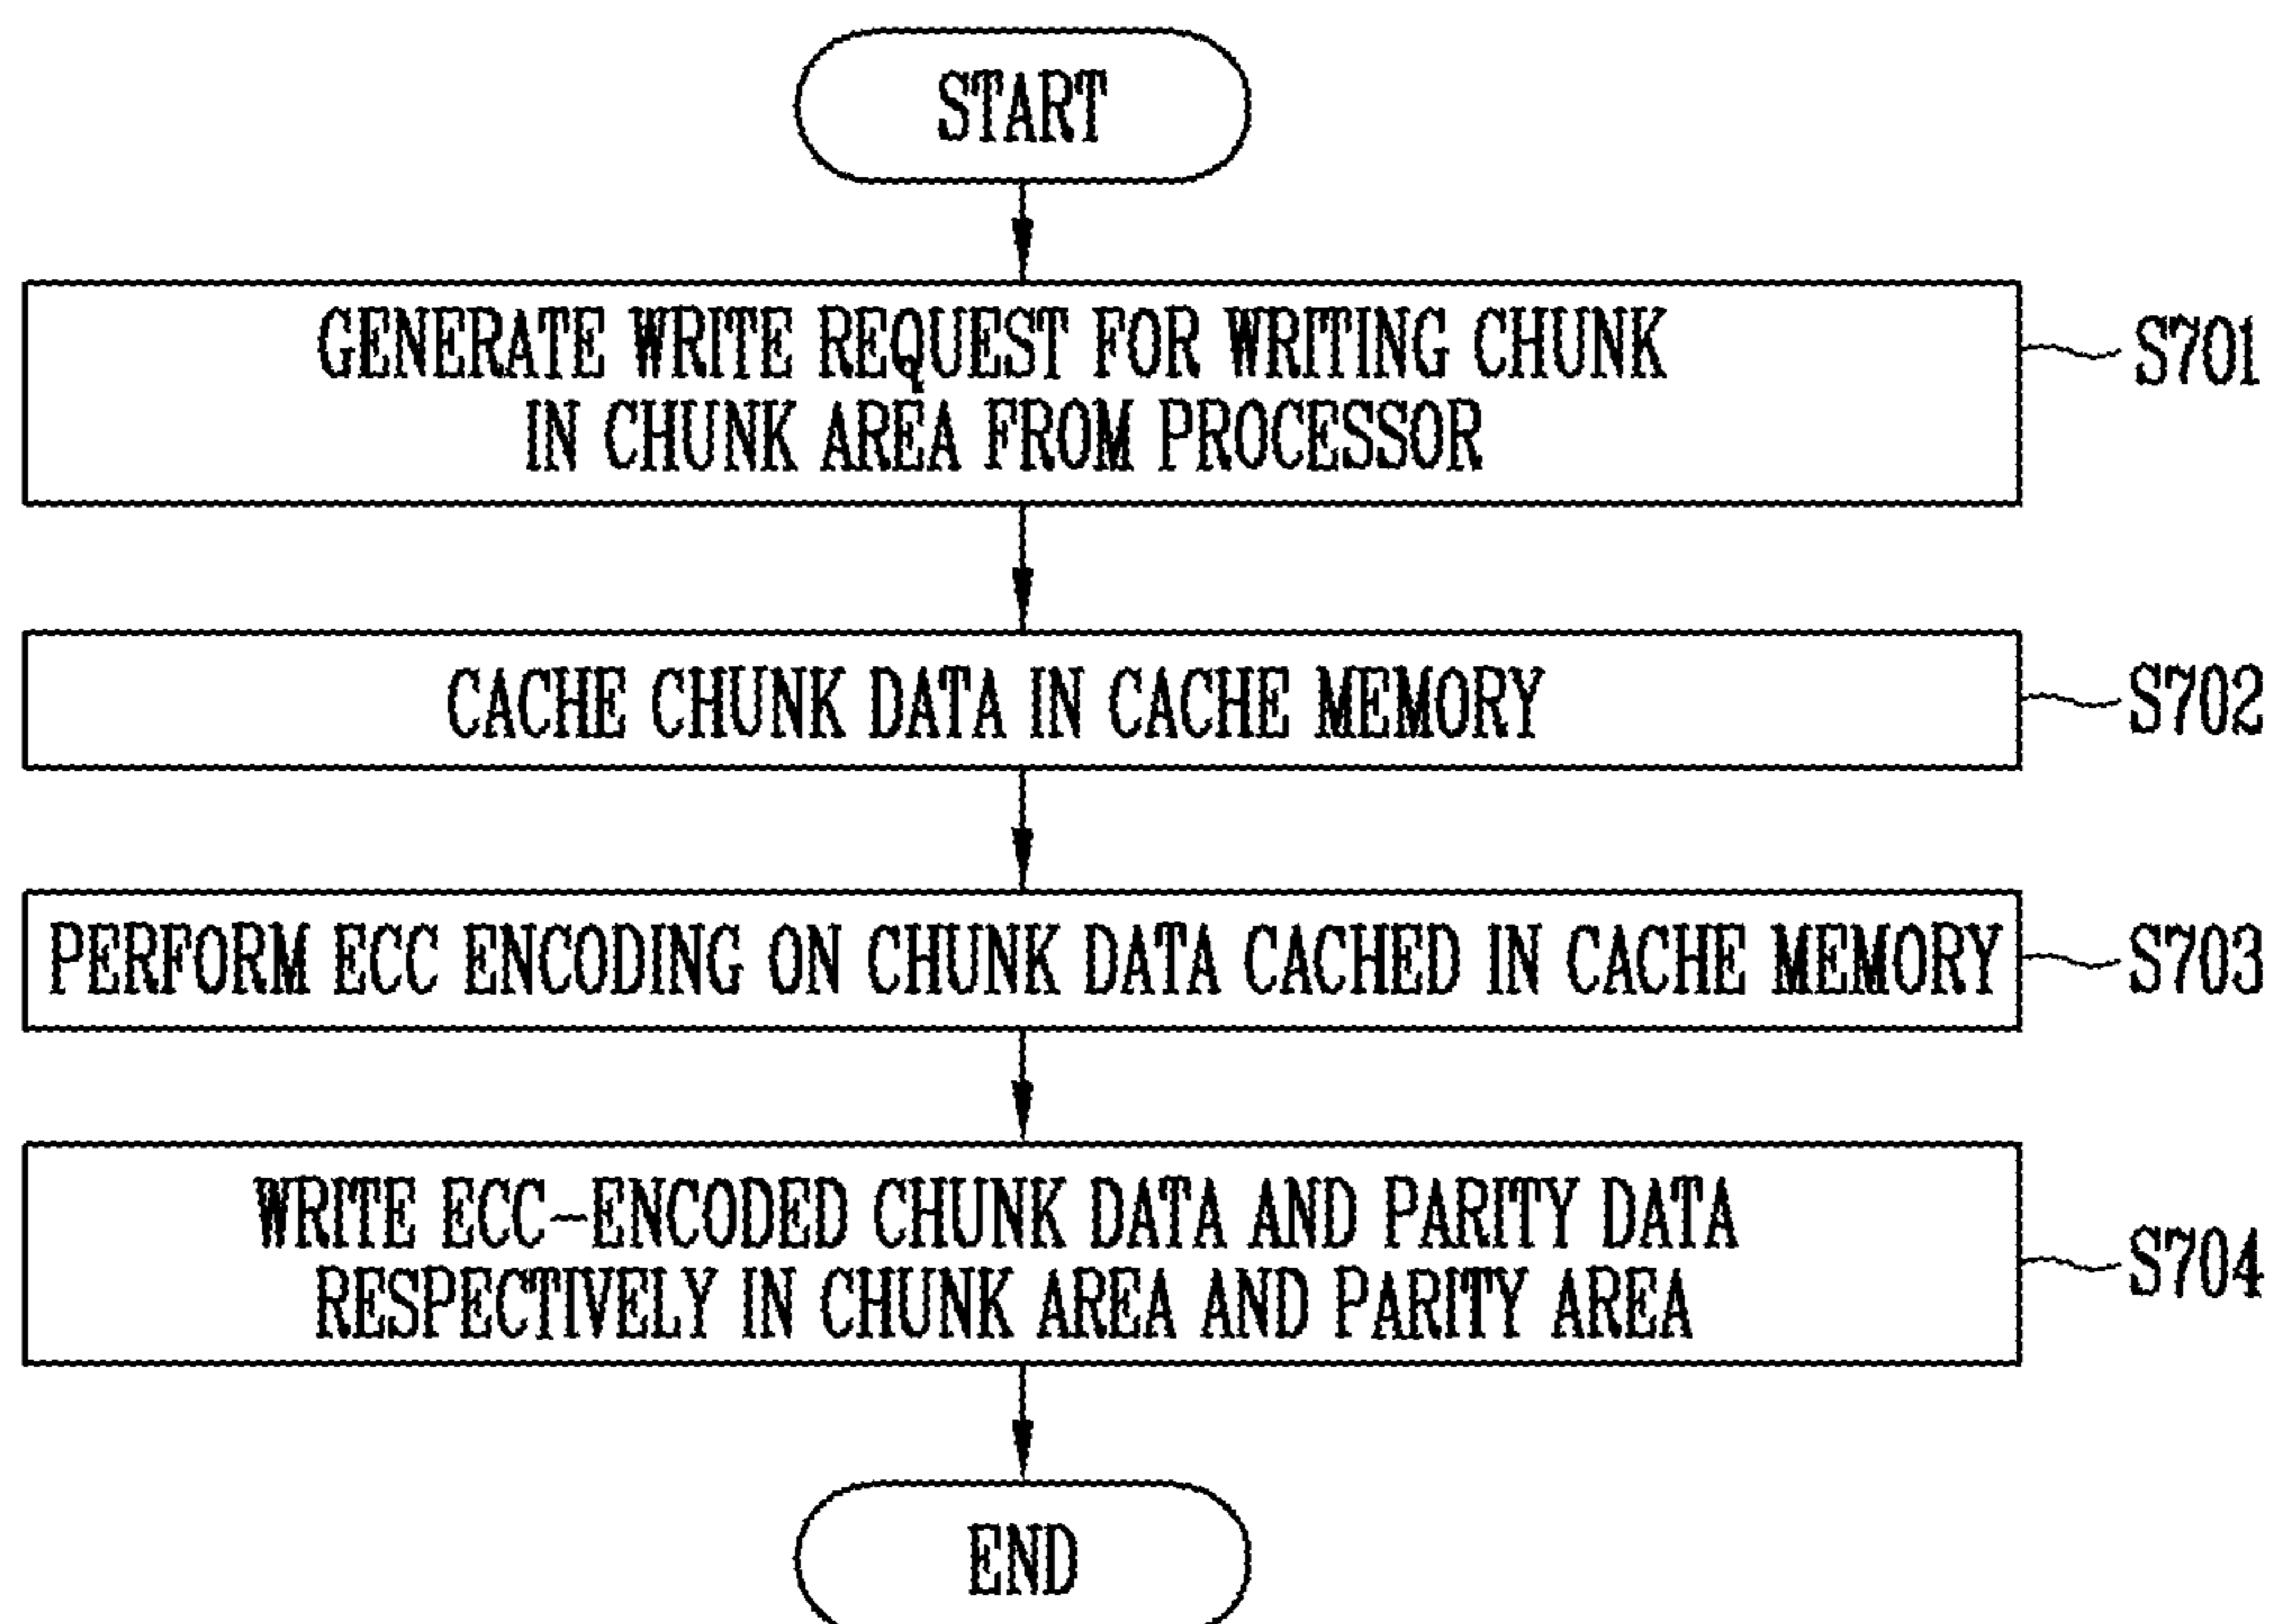 START
GENERATE WRITE REQUEST FOR WRITING CHUNK
IN CHUNK AREA FROM PROCESSOR
S701
CACHE CHUNK DATA IN CACHE MEMORY
S702
PERFORM ECC ENCODING ON CHUNK DATA CACHED IN CACHE MEMORY
S703
WRITE ECC-ENCODED CHUNK DATA AND PARITY DATA
RESPECTIVELY IN CHUNK AREA AND PARITY AREA
S704
END